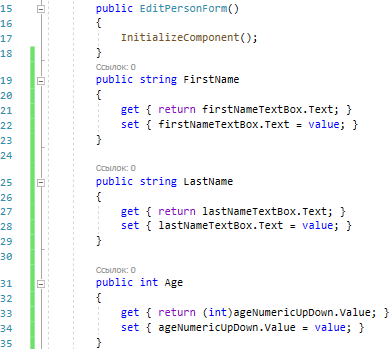 15 public EditPersonForm()
16 {
17 InitializeComponent();
18 }
Ссылок: 0
19 public string FirstName
20 {
21 get { return firstNameTextBox.Text; }
22 set { firstNameTextBox.Text = value; }
23 }
24
Ссылок: 0
25 public string LastName
26 {
27 get { return lastNameTextBox.Text; }
28 set { lastNameTextBox.Text = value; }
29 }
30
Ссылок: 0
31 public int Age
32 {
33 get { return (int)ageNumericUpDown.Value; }
34 set { ageNumericUpDown.Value = value; }
35 }